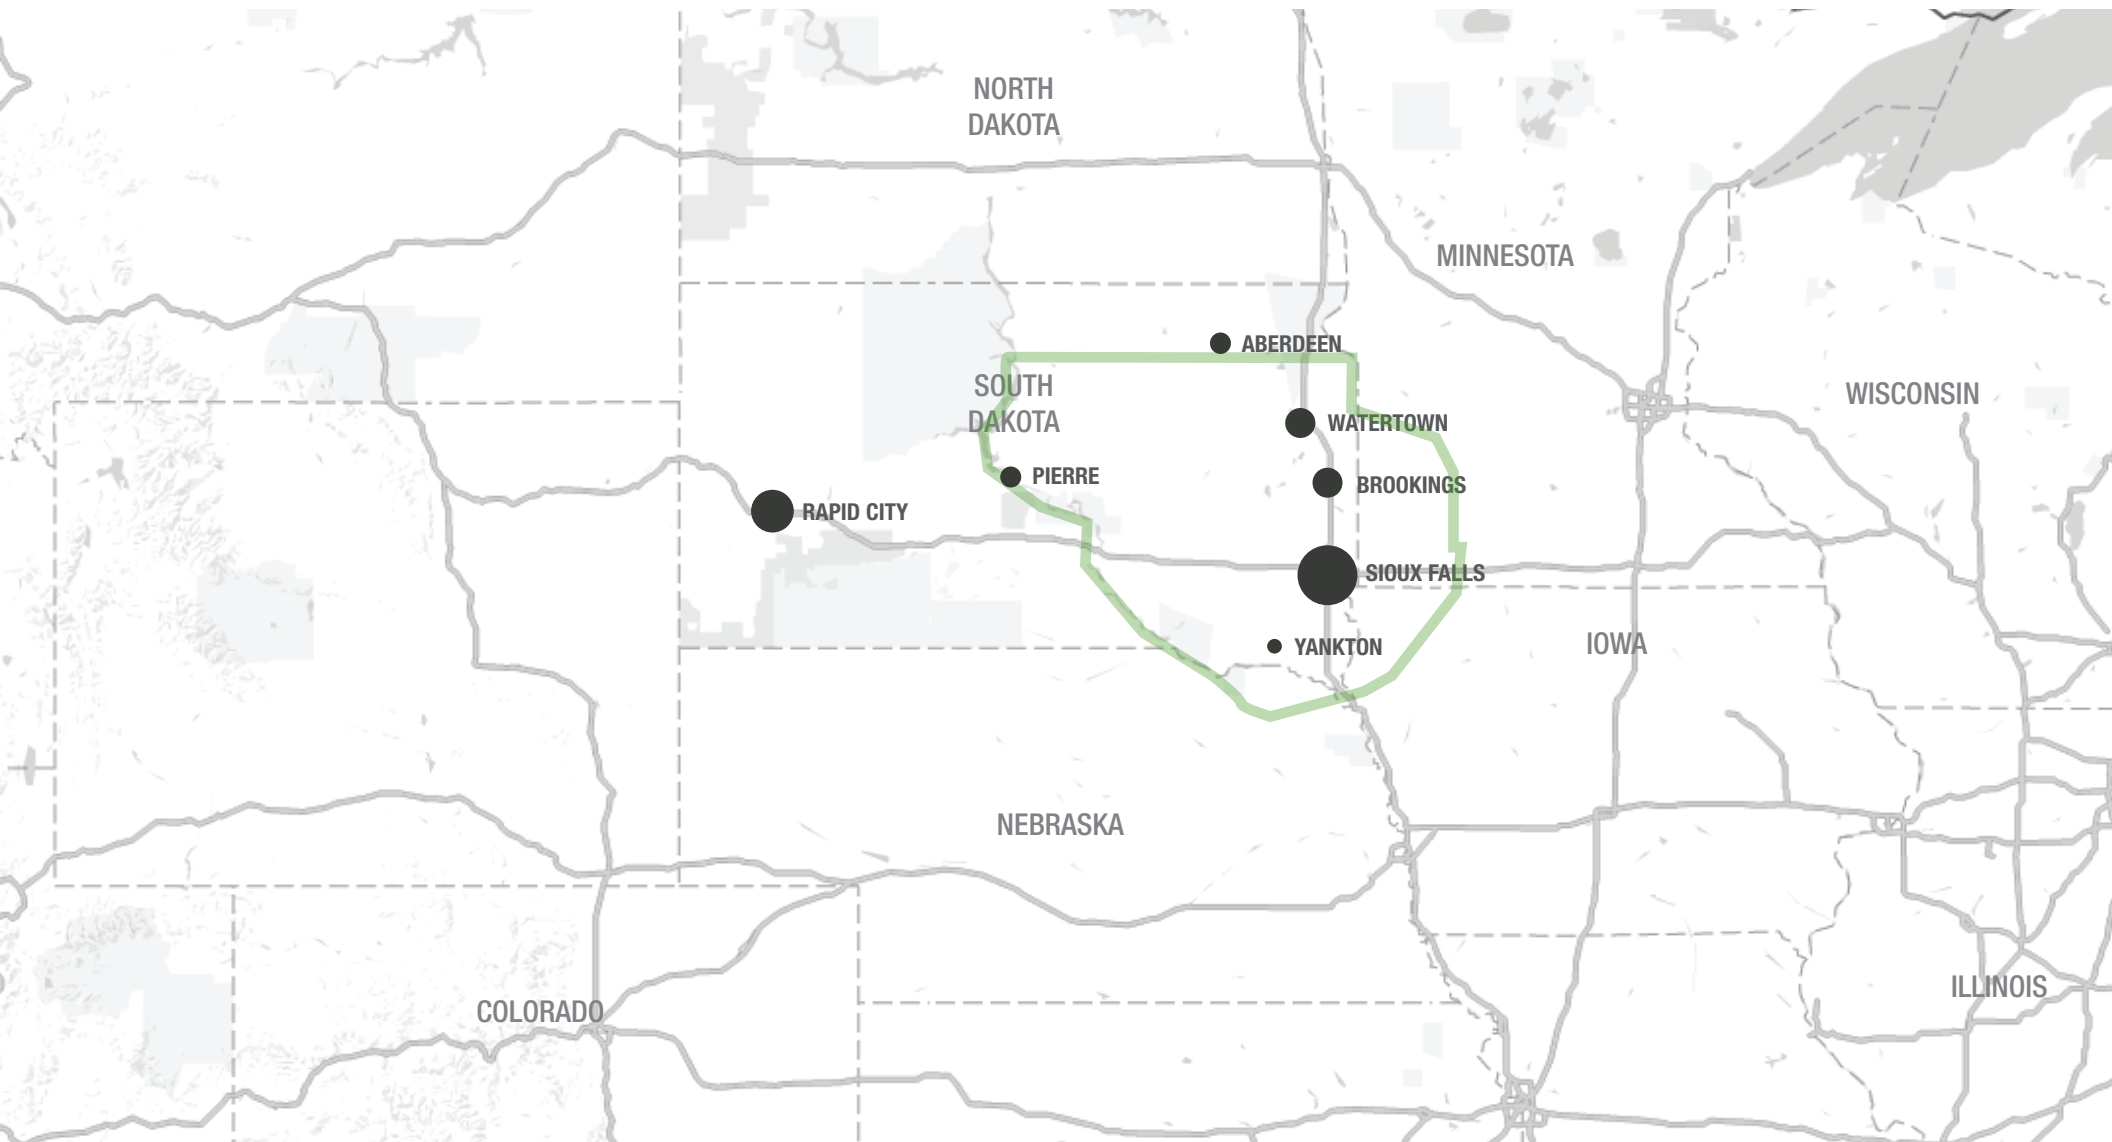 NORTH
DAKOTA
MINNESOTA
ABERDEEN
SOUTH
DAKOTA
WISCONSIN
WATERTOWN
PIERRE
BROOKINGS
RAPID CITY
SIOUX FALLS
YANKTON
IOWA
NEBRASKA
ILLINOIS
COLORADO